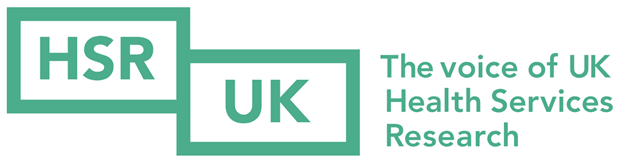 HSR
UK
The voice of UK
Health Services
Research